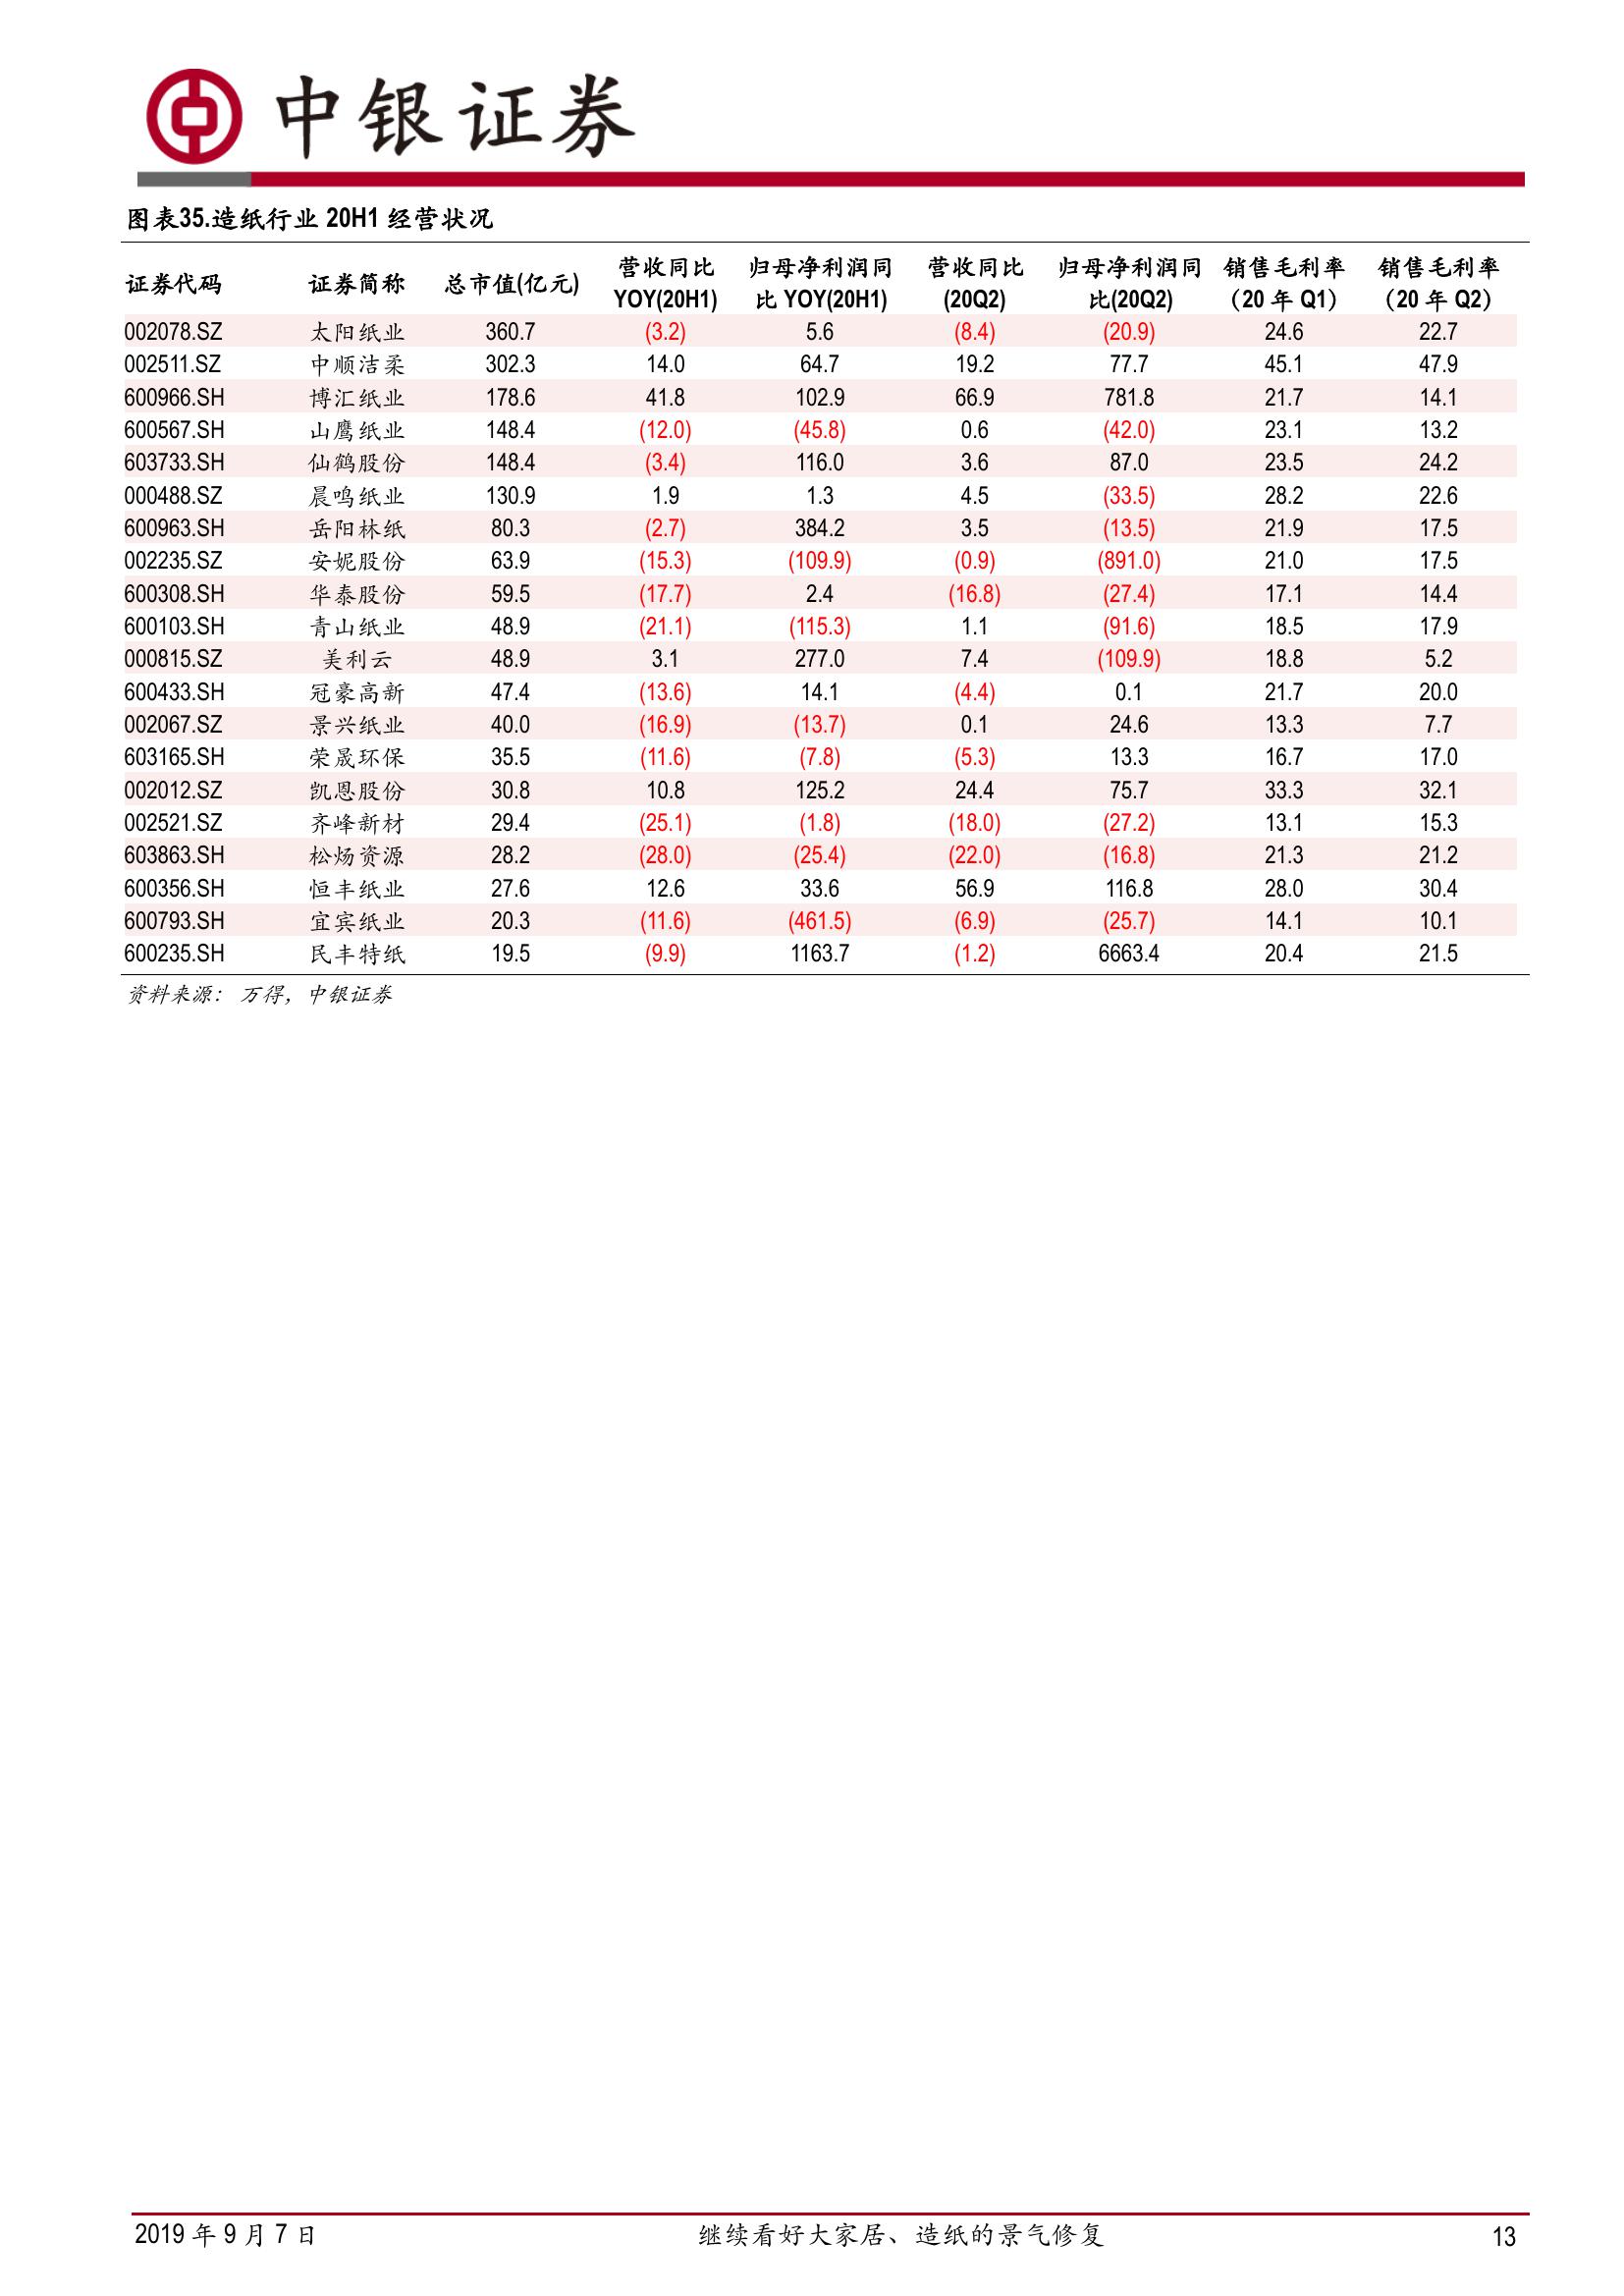 中银证券
图表35.造纸行业 20H1 经营状况
证券代码 证券简称 总市值(亿元) 营收同比 YOY(20H1) 归母净利润同比 YOY(20H1) 营收同比 (20Q2) 归母净利润同比(20Q2) 销售毛利率（20 年 Q1） 销售毛利率（20 年 Q2）
002078.SZ 太阳纸业 360.7 (3.2) 5.6 (8.4) (20.9) 24.6 22.7
002511.SZ 中顺洁柔 302.3 14.0 64.7 19.2 77.7 45.1 47.9
600966.SH 博汇纸业 178.6 41.8 102.9 66.9 781.8 21.7 14.1
600567.SH 山鹰纸业 148.4 (12.0) (45.8) 0.6 (42.0) 23.1 13.2
603733.SH 仙鹤股份 148.4 (3.4) 116.0 3.6 87.0 23.5 24.2
000488.SZ 晨鸣纸业 130.9 1.9 1.3 4.5 (33.5) 28.2 22.6
600963.SH 岳阳林纸 80.3 (2.7) 384.2 3.5 (13.5) 21.9 17.5
002235.SZ 安妮股份 63.9 (15.3) (109.9) (0.9) (891.0) 21.0 17.5
600308.SH 华泰股份 59.5 (17.7) 2.4 (16.8) (27.4) 17.1 14.4
600103.SH 青山纸业 48.9 (21.1) (115.3) 1.1 (91.6) 18.5 17.9
000815.SZ 美利云 48.9 3.1 277.0 7.4 (109.9) 18.8 5.2
600433.SH 冠豪高新 47.4 (13.6) 14.1 (4.4) 0.1 21.7 20.0
002067.SZ 景兴纸业 40.0 (16.9) (13.7) 0.1 24.6 13.3 7.7
603165.SH 荣晟环保 35.5 (11.6) (7.8) (5.3) 13.3 16.7 17.0
002012.SZ 凯恩股份 30.8 10.8 125.2 24.4 75.7 33.3 32.1
002521.SZ 齐峰新材 29.4 (25.1) (1.8) (18.0) (27.2) 13.1 15.3
603863.SH 松炀资源 28.2 (28.0) (25.4) (22.0) (16.8) 21.3 21.2
600356.SH 恒丰纸业 27.6 12.6 33.6 56.9 116.8 28.0 30.4
600793.SH 宜宾纸业 20.3 (11.6) (461.5) (6.9) (25.7) 14.1 10.1
600235.SH 民丰特纸 19.5 (9.9) 1163.7 (1.2) 6663.4 20.4 21.5
资料来源： 万得，中银证券
2019 年 9 月 7 日 继续看好大家居、造纸的景气修复 13